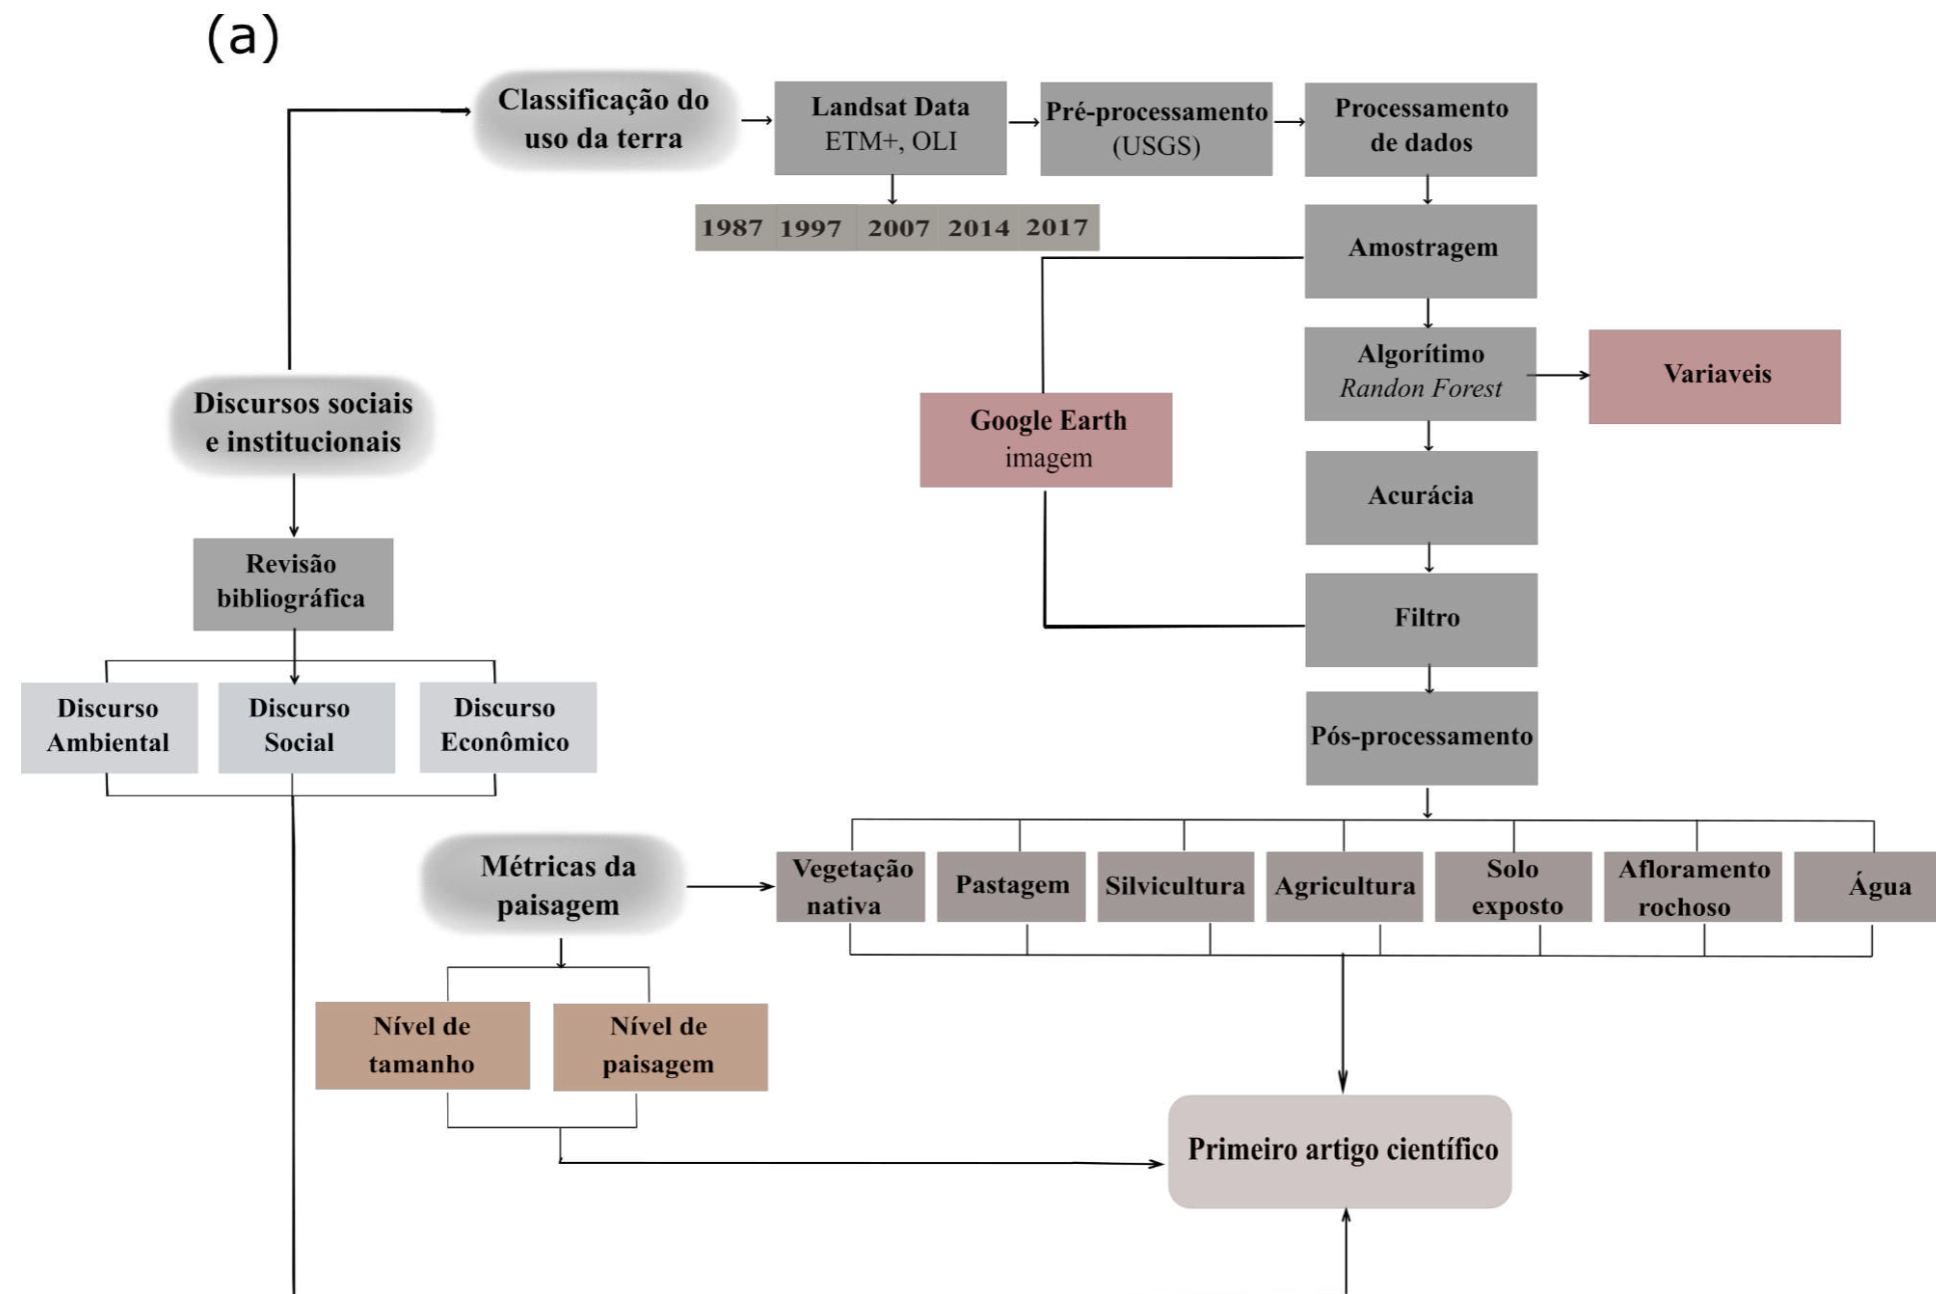 (a)
Classificação do
uso da terra
Landsat Data
ETM+, OLI
Pré-processamento
(USGS)
Processamento
de dados
1987 1997 2007 2014 2017
Amostragem
Algorítimo
Randon Forest
Variaveis
Discursos sociais
e institucionais
Google Earth
imagem
Acurácia
Revisão
bibliográfica
Filtro
Discurso
Ambiental
Discurso
Social
Discurso
Econômico
Pós-processamento
Métricas da
paisagem
Vegetação
nativa
Pastagem
Silvicultura
Agricultura
Solo
exposto
Afloramento
rochoso
Água
Nível de
tamanho
Nível de
paisagem
Primeiro artigo científico